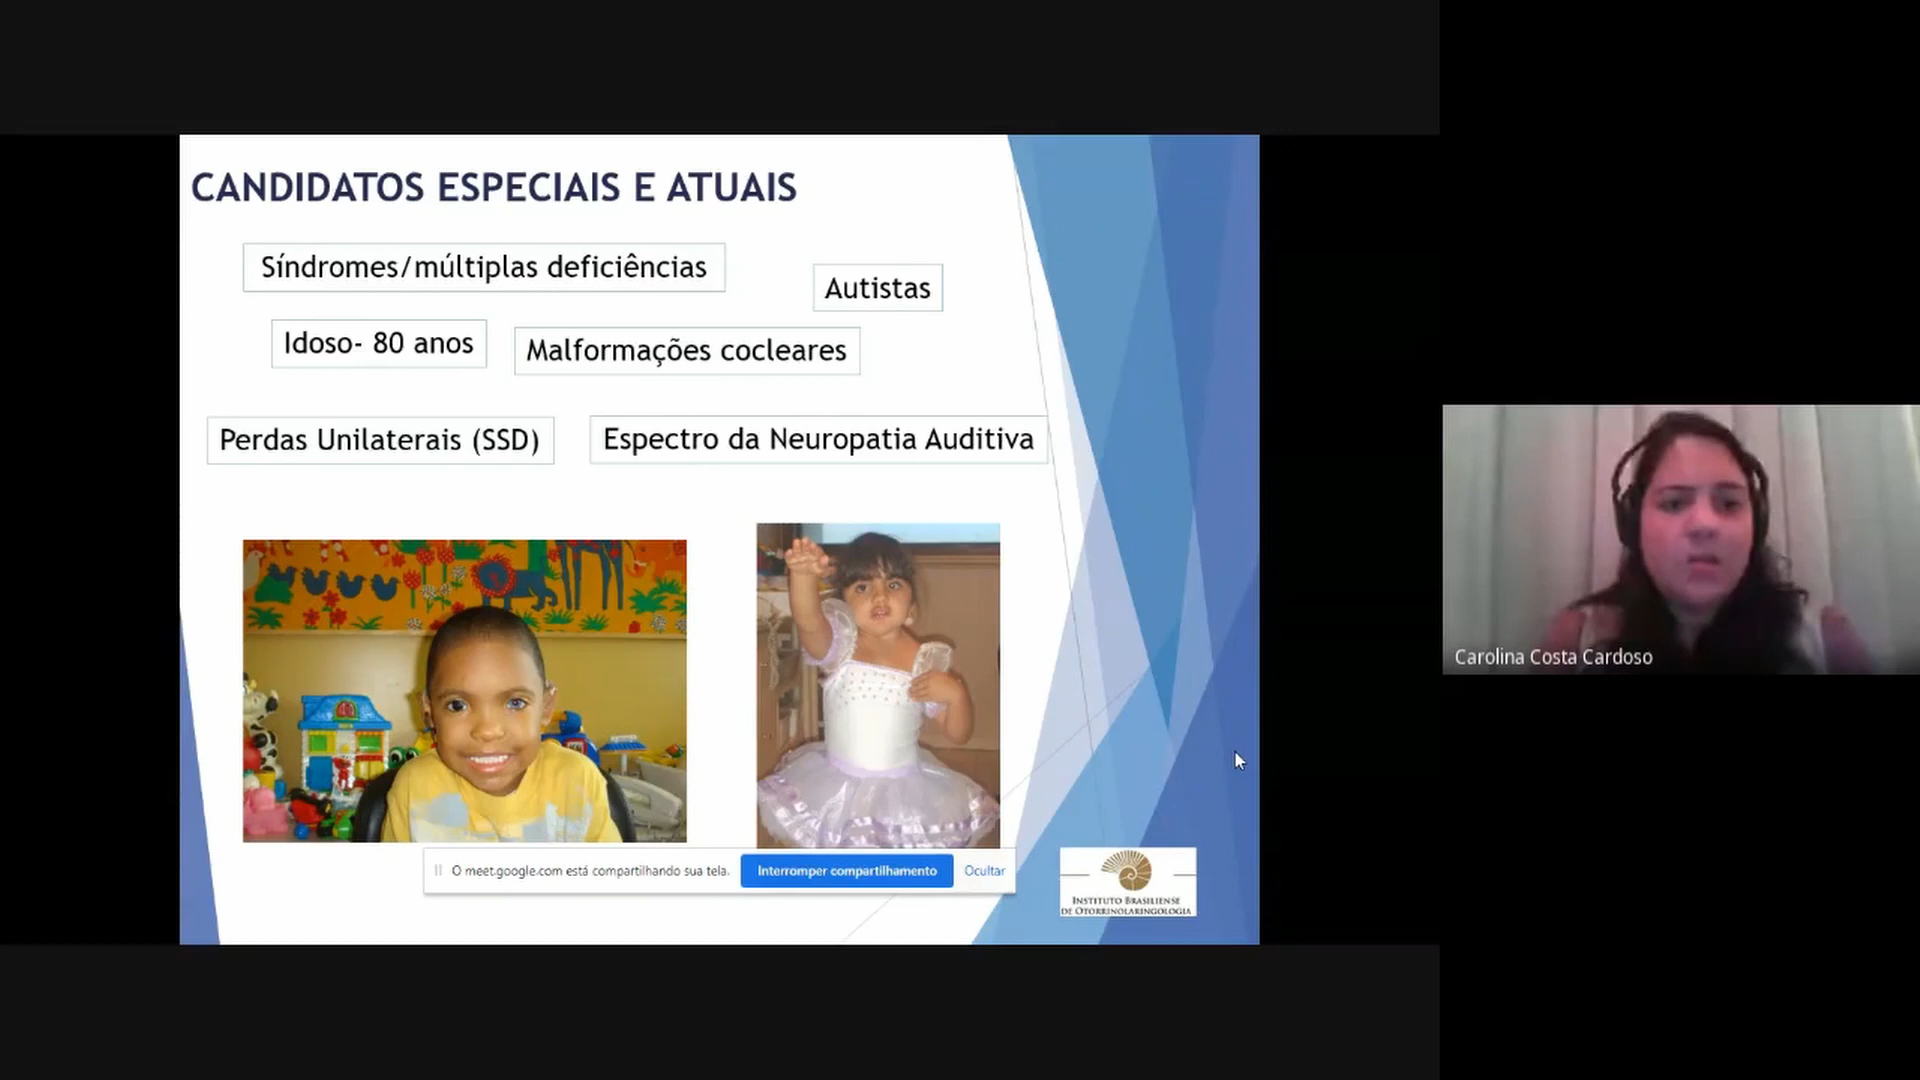 CANDIDATOS ESPECIAIS E ATUAIS
Síndromes/múltiplas deficiências
Autistas
Idoso- 80 anos
Malformações cocleares
Perdas Unilaterais (SSD)
Espectro da Neuropatia Auditiva
Carolina Costa Cardoso
O meet.google.com está compartilhando sua tela.
Interromper compartilhamento
Ocultar
INSTITUTO BRASILIENSE
DE OTORRINOLARINGOLOGIA